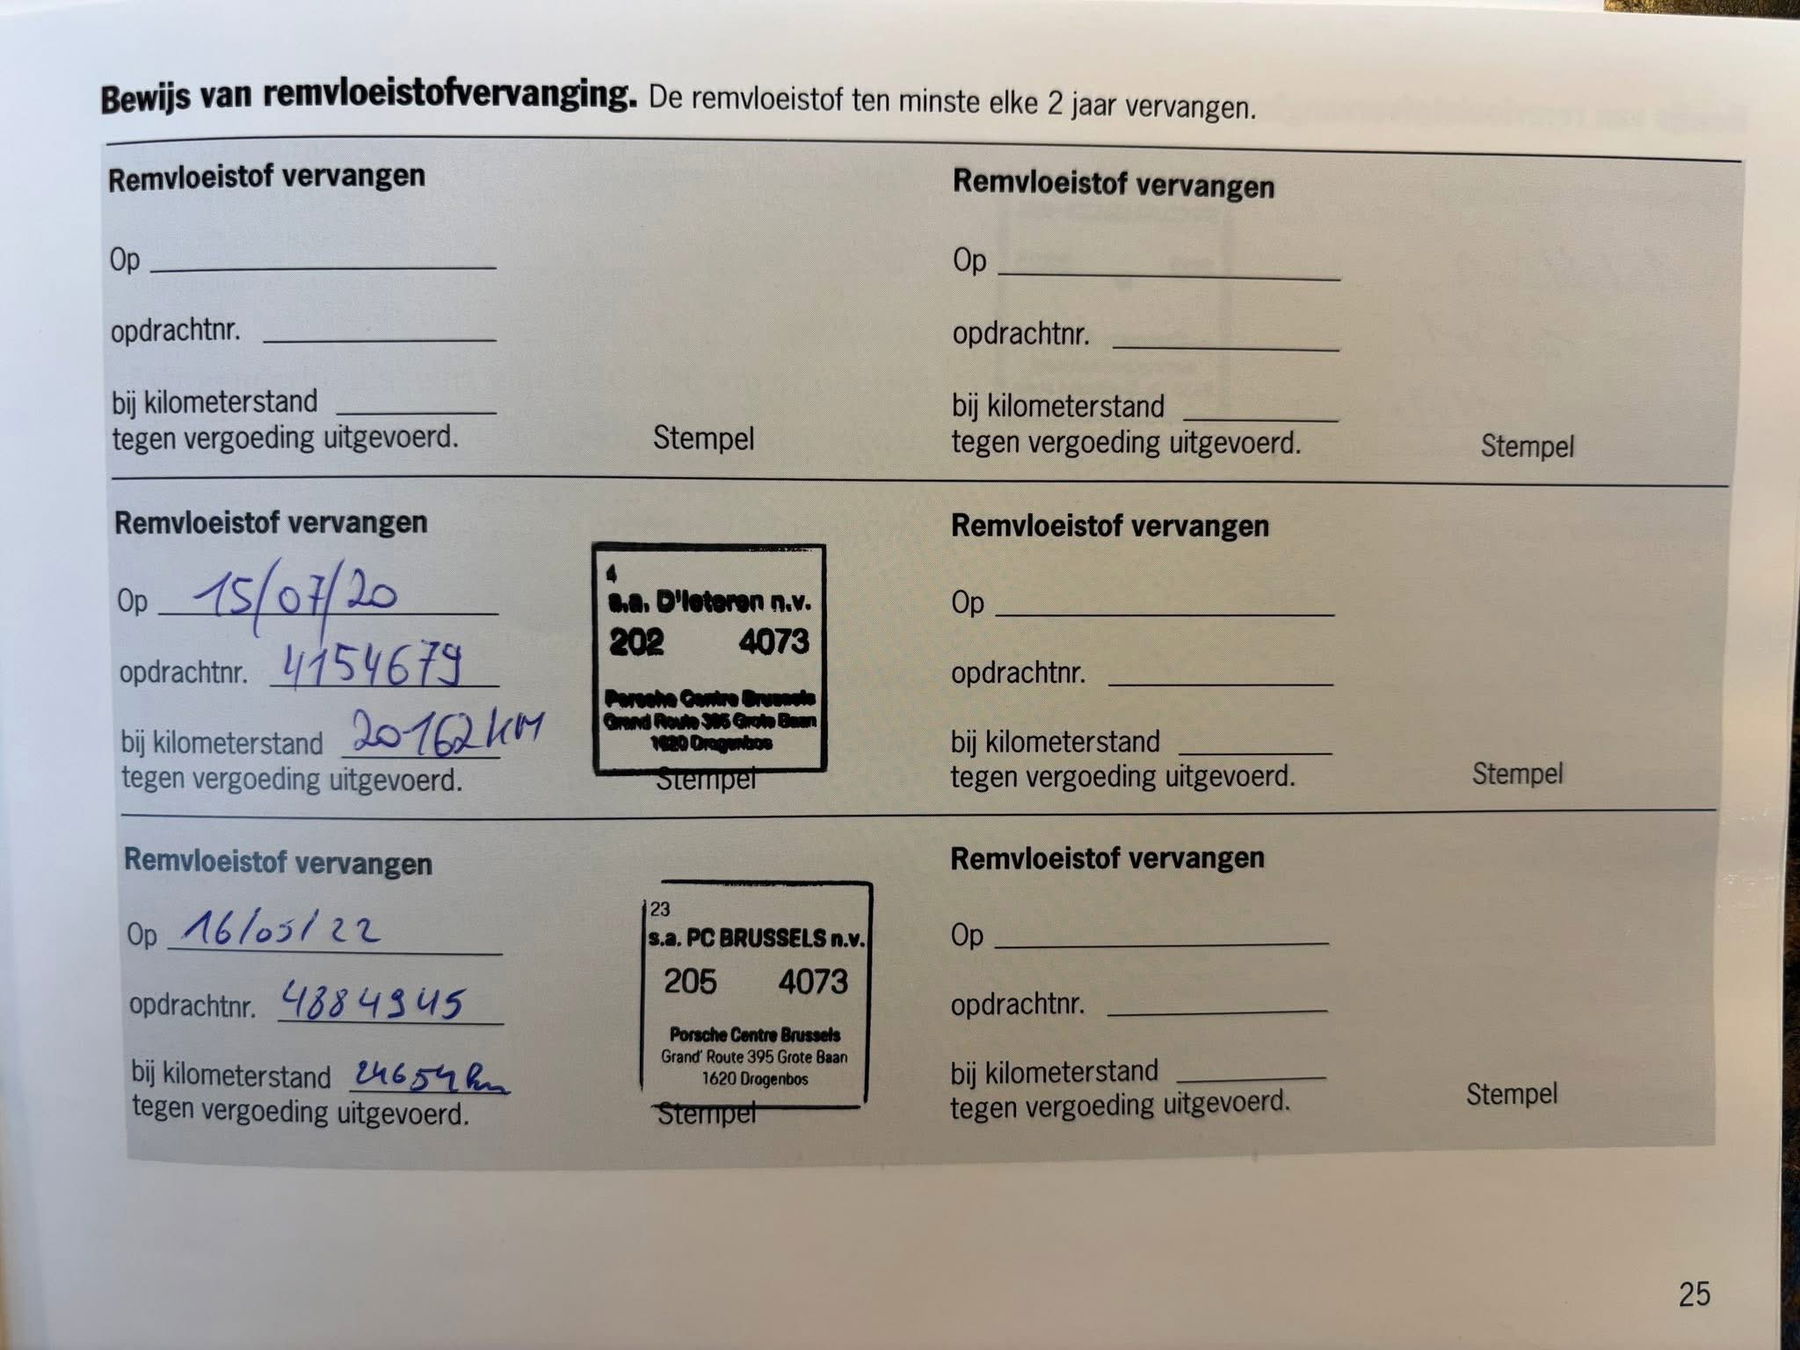 Bewijs van remvloeistofvervanging. De remvloeistof ten minste elke 2 jaar vervangen.
Remvloeistof vervangen
Op
opdrachtnr.
bij kilometerstand
tegen vergoeding uitgevoerd.
Stempel
Remvloeistof vervangen
Op
opdrachtnr.
bij kilometerstand
tegen vergoeding uitgevoerd.
Stempel
Remvloeistof vervangen
Op 15/07/20
opdrachtnr. 4154679
bij kilometerstand 20162 KM
tegen vergoeding uitgevoerd.
4
s.a. D'Ieteren n.v.
202 4073
Porsche Centre Brussels
Grand Route 395 Grote Baan
1620 Drogenbos
Stempel
Remvloeistof vervangen
Op
opdrachtnr.
bij kilometerstand
tegen vergoeding uitgevoerd.
Stempel
Remvloeistof vervangen
Op 16/05/22
opdrachtnr. 4884945
bij kilometerstand 24654 km
tegen vergoeding uitgevoerd.
23
s.a. PC BRUSSELS n.v.
205 4073
Porsche Centre Brussels
Grand' Route 395 Grote Baan
1620 Drogenbos
Stempel
Remvloeistof vervangen
Op
opdrachtnr.
bij kilometerstand
tegen vergoeding uitgevoerd.
Stempel
25